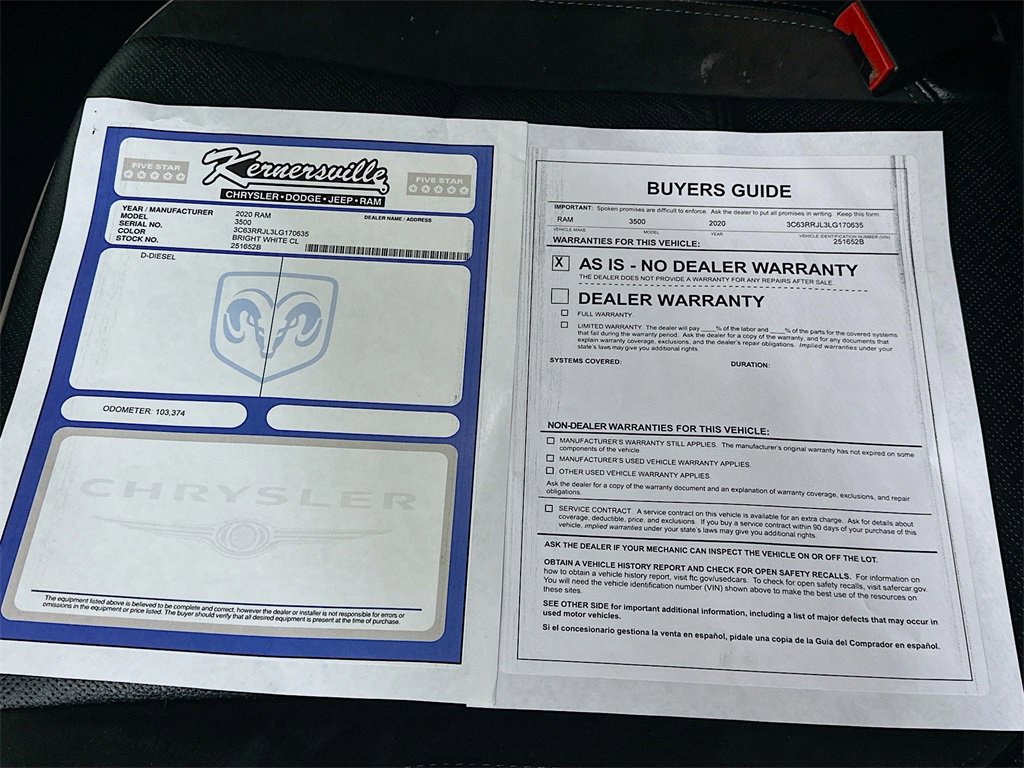 FIVE STAR
Kernersville
CHRYSLER • DODGE • JEEP • RAM
FIVE STAR
YEAR / MANUFACTURER 2020 RAM DEALER NAME / ADDRESS
MODEL 3500
SERIAL NO. 3C63RRJL3LG170635
COLOR BRIGHT WHITE CL
STOCK NO. 251652B
D-DIESEL
ODOMETER: 103,374
CHRYSLER
The equipment listed above is believed to be complete and correct, however the dealer or installer is not responsible for errors or
omissions in the equipment or price listed. The buyer should verify that all desired equipment is present at the time of purchase.
BUYERS GUIDE
IMPORTANT: Spoken promises are difficult to enforce. Ask the dealer to put all promises in writing. Keep this form.
RAM 3500 2020 3C63RRJL3LG170635
VEHICLE MAKE MODEL YEAR VEHICLE IDENTIFICATION NUMBER (VIN)
WARRANTIES FOR THIS VEHICLE: 251652B
X AS IS - NO DEALER WARRANTY
THE DEALER DOES NOT PROVIDE A WARRANTY FOR ANY REPAIRS AFTER SALE.
DEALER WARRANTY
FULL WARRANTY.
LIMITED WARRANTY. The dealer will pay ____% of the labor and ____% of the parts for the covered systems
that fail during the warranty period. Ask the dealer for a copy of the warranty, and for any documents that
explain warranty coverage, exclusions, and the dealer's repair obligations. Implied warranties under your
state's laws may give you additional rights.
SYSTEMS COVERED: DURATION:
NON-DEALER WARRANTIES FOR THIS VEHICLE:
MANUFACTURER'S WARRANTY STILL APPLIES. The manufacturer's original warranty has not expired on some
components of the vehicle.
MANUFACTURER'S USED VEHICLE WARRANTY APPLIES.
OTHER USED VEHICLE WARRANTY APPLIES.
Ask the dealer for a copy of the warranty document and an explanation of warranty coverage, exclusions, and repair
obligations.
SERVICE CONTRACT. A service contract on this vehicle is available for an extra charge. Ask for details about
coverage, deductible, price, and exclusions. If you buy a service contract within 90 days of your purchase of this
vehicle, implied warranties under your state's laws may give you additional rights.
ASK THE DEALER IF YOUR MECHANIC CAN INSPECT THE VEHICLE ON OR OFF THE LOT.
OBTAIN A VEHICLE HISTORY REPORT AND CHECK FOR OPEN SAFETY RECALLS. For information on
how to obtain a vehicle history report, visit ftc.gov/usedcars. To check for open safety recalls, visit safercar.gov.
You will need the vehicle identification number (VIN) shown above to make the best use of the resources on
these sites.
SEE OTHER SIDE for important additional information, including a list of major defects that may occur in
used motor vehicles.
Si el concesionario gestiona la venta en español, pídale una copia de la Guía del Comprador en español.